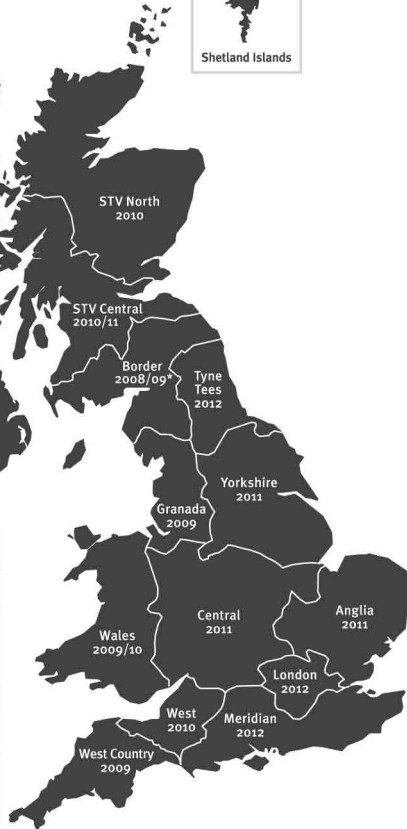 Shetland Islands
STV North
2010
STV Central
2010/11
Border
2008/09*
Tyne
Tees
2012
Yorkshire
2011
Granada
2009
Central
2011
Anglia
2011
Wales
2009/10
London
2012
West
2010
Meridian
2012
West Country
2009